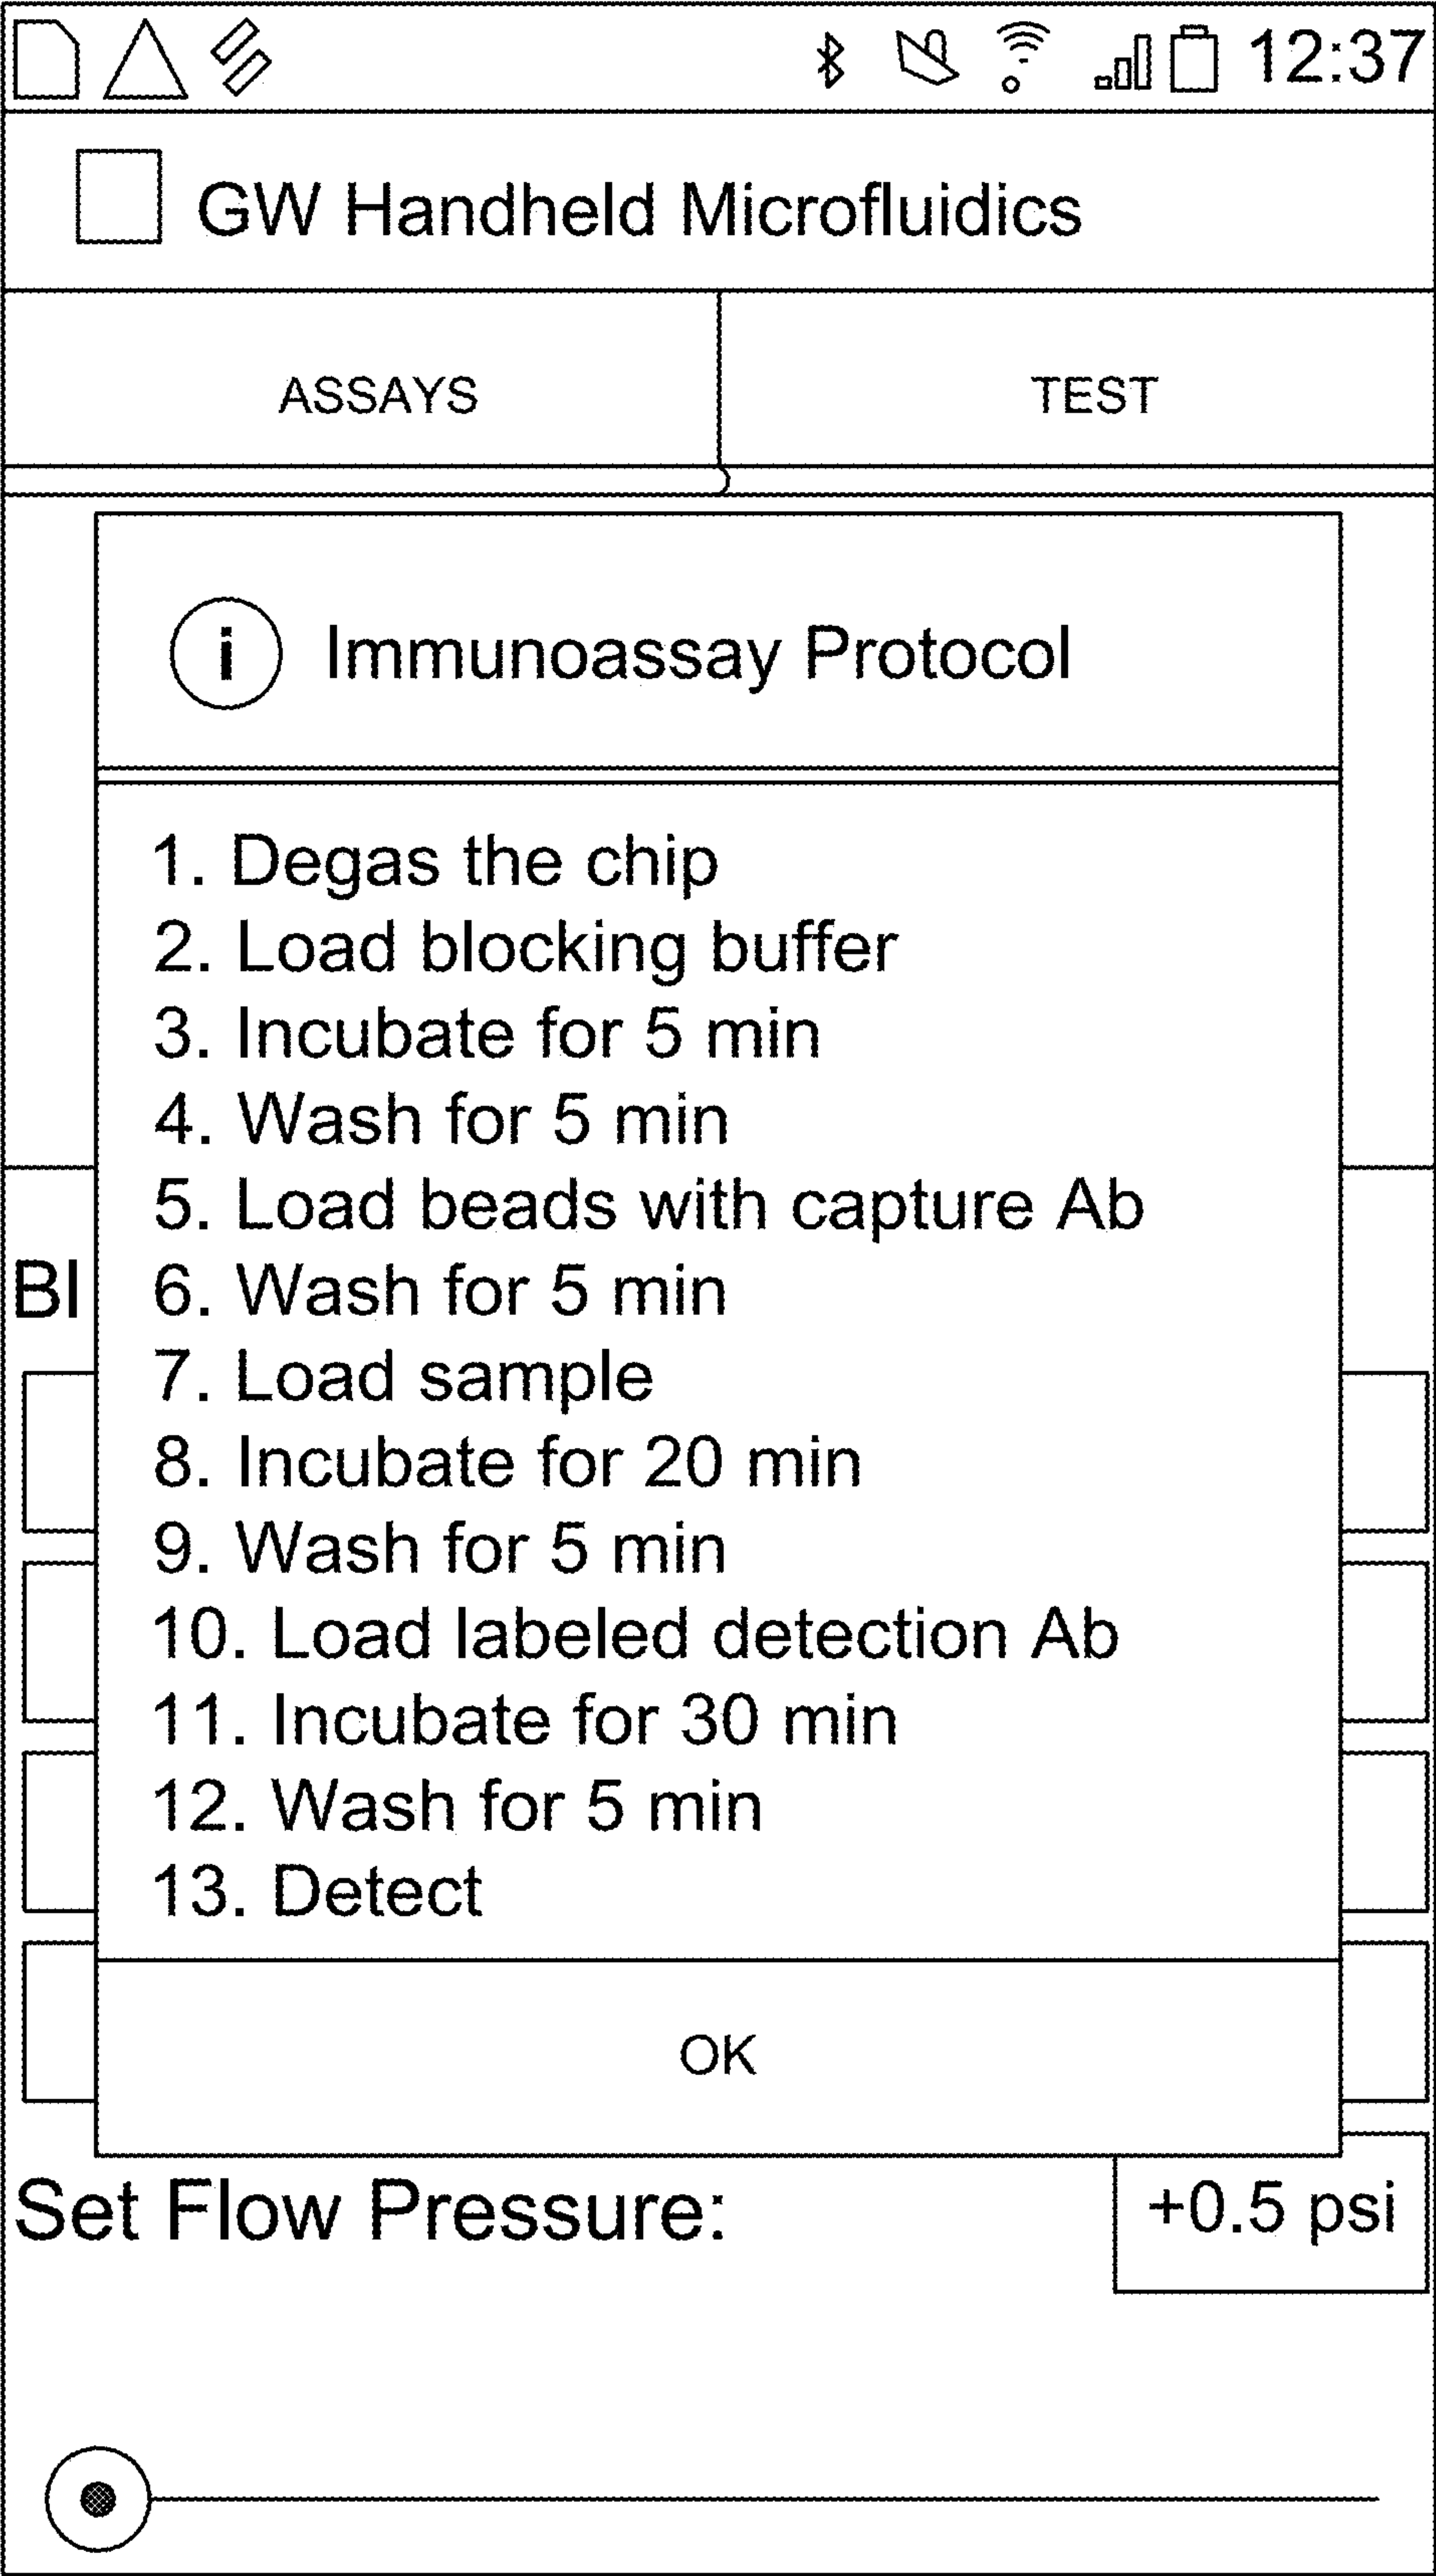 12:37
GW Handheld Microfluidics
ASSAYS
TEST
i Immunoassay Protocol
1. Degas the chip
2. Load blocking buffer
3. Incubate for 5 min
4. Wash for 5 min
5. Load beads with capture Ab
Bl
6. Wash for 5 min
7. Load sample
8. Incubate for 20 min
9. Wash for 5 min
10. Load labeled detection Ab
11. Incubate for 30 min
12. Wash for 5 min
13. Detect
OK
Set Flow Pressure:
+0.5 psi